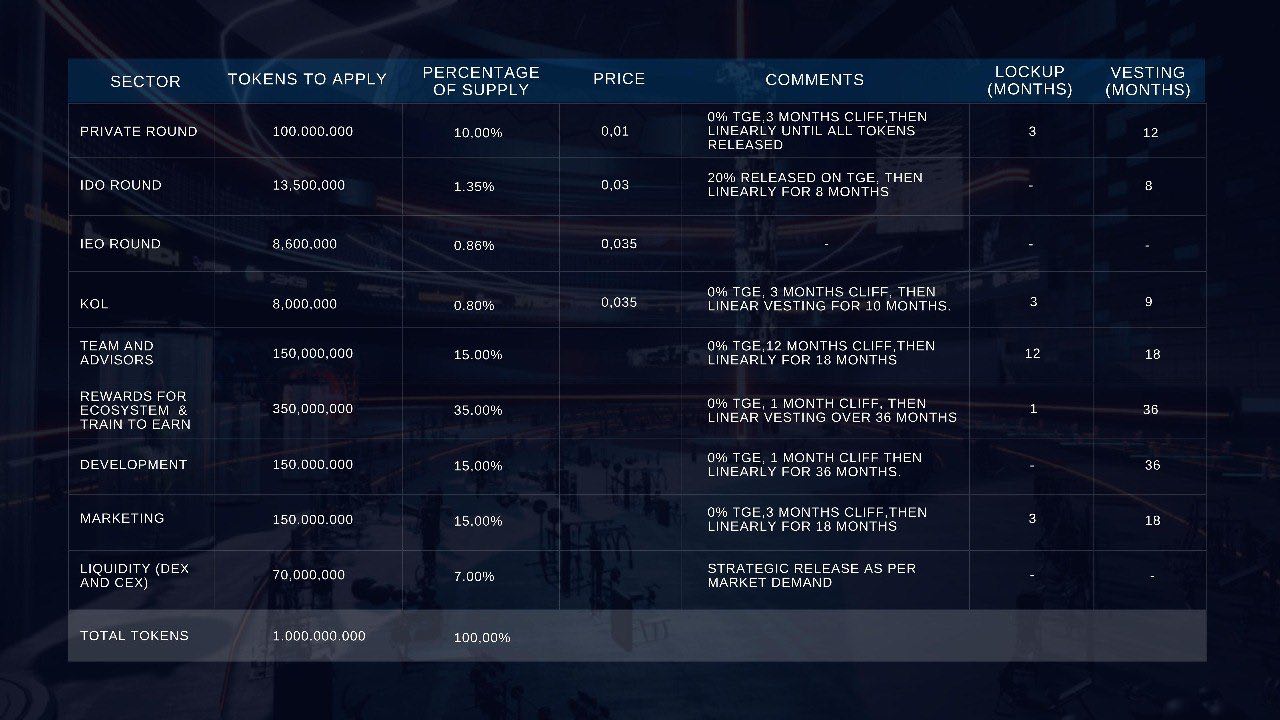 SECTOR
TOKENS TO APPLY
PERCENTAGE
OF SUPPLY
PRICE
COMMENTS
LOCKUP
(MONTHS)
VESTING
(MONTHS)
PRIVATE ROUND
100.000.000
10.00%
0,01
0% TGE,3 MONTHS CLIFF,THEN
LINEARLY UNTIL ALL TOKENS
RELEASED
3
12
IDO ROUND
13,500,000
1.35%
0,03
20% RELEASED ON TGE, THEN
LINEARLY FOR 8 MONTHS
-
8
IEO ROUND
8,600,000
0.86%
0,035
-
-
-
KOL
8,000,000
0.80%
0,035
0% TGE, 3 MONTHS CLIFF, THEN
LINEAR VESTING FOR 10 MONTHS.
3
9
TEAM AND
ADVISORS
150,000,000
15.00%
0% TGE,12 MONTHS CLIFF,THEN
LINEARLY FOR 18 MONTHS
12
18
REWARDS FOR
ECOSYSTEM &
TRAIN TO EARN
350,000,000
35.00%
0% TGE, 1 MONTH CLIFF, THEN
LINEAR VESTING OVER 36 MONTHS
1
36
DEVELOPMENT
150.000.000
15.00%
0% TGE, 1 MONTH CLIFF THEN
LINEARLY FOR 36 MONTHS.
-
36
MARKETING
150.000.000
15.00%
0% TGE,3 MONTHS CLIFF,THEN
LINEARLY FOR 18 MONTHS
3
18
LIQUIDITY (DEX
AND CEX)
70,000,000
7.00%
STRATEGIC RELEASE AS PER
MARKET DEMAND
-
-
TOTAL TOKENS
1.000.000.000
100,00%